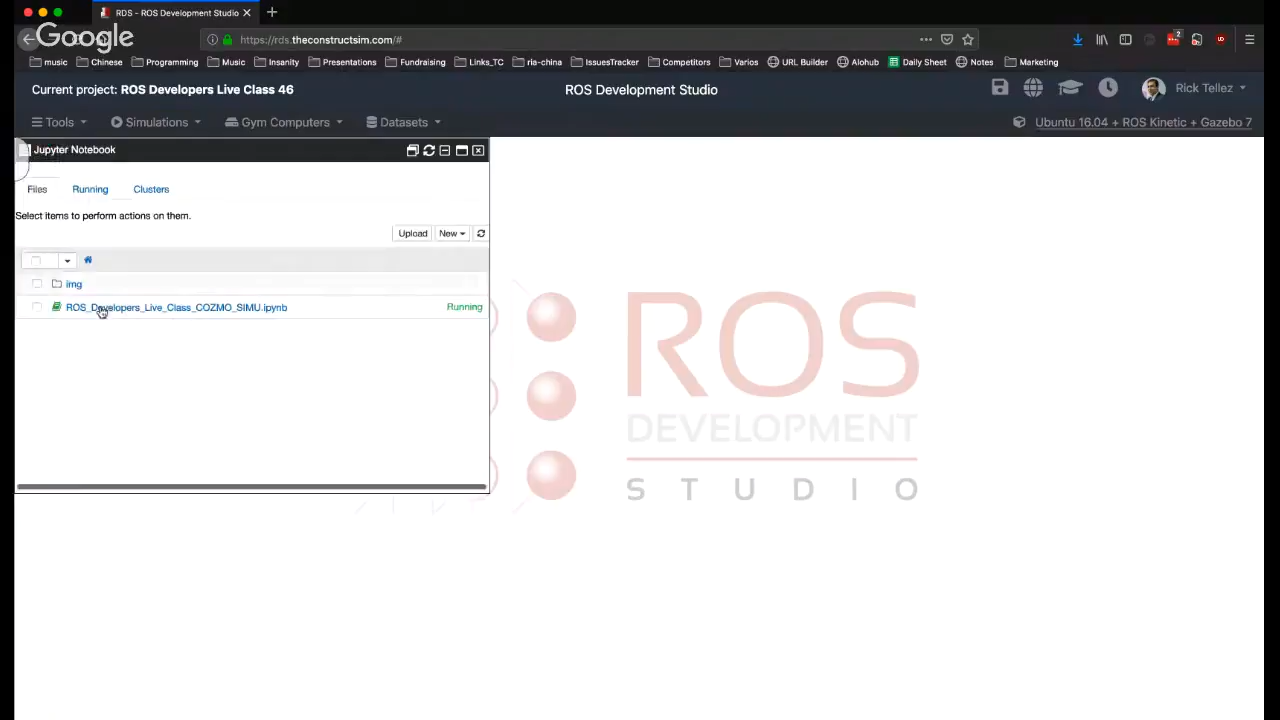 RDS - ROS Development Studio
Google
https://rds.theconstructsim.com/#
2
music Chinese Programming Music Insanity Presentations Fundraising Links_TC ria-china IssuesTracker Competitors Varios URL Builder Alohub Daily Sheet Notes Marketing
Current project: ROS Developers Live Class 46 ROS Development Studio Rick Tellez
Tools Simulations Gym Computers Datasets Ubuntu 16.04 + ROS Kinetic + Gazebo 7
Jupyter Notebook
Files Running Clusters
Select items to perform actions on them.
Upload New
img
ROS_Developers_Live_Class_COZMO_SIMU.ipynb Running
ROS
DEVELOPMENT
STUDIO